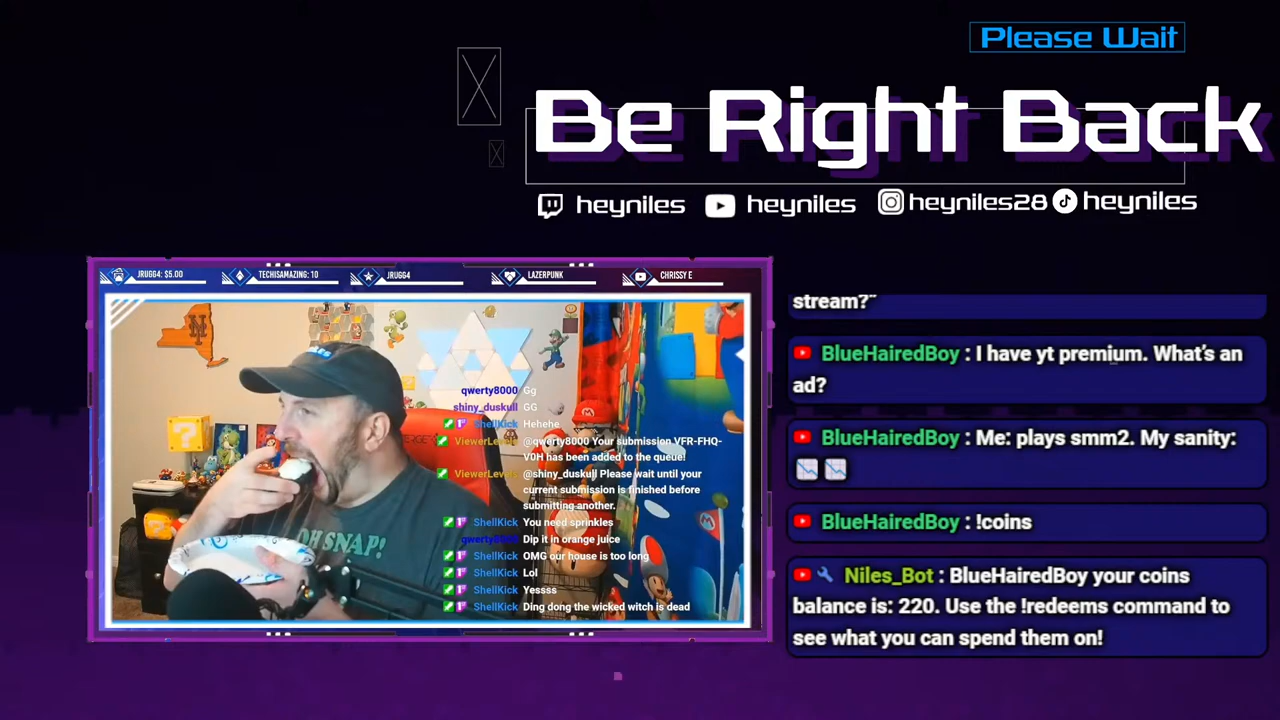 Please Wait
Be Right Back
heyniles heyniles heyniles28 heyniles
JRUGG4: $5.00 TECHISAMAZING: 10 JRUGG4 LAZERPUNK CHRISSY E
qwerty8000 Gg
shiny_duskull GG
ShellKick Hehehe
@qwerty8000 Your submission VFR-FHQ-
V0H has been added to the queue!
@shiny_duskull Please wait until your
current submission is finished before
submitting another.
ShellKick You need sprinkles
qwerty8000 Dip it in orange juice
ShellKick OMG our house is too long
ShellKick Lol
ShellKick Yessss
ShellKick Ding dong the wicked witch is dead
OH SNAP!
stream?"
BlueHairedBoy : I have yt premium. What's an
ad?
BlueHairedBoy : Me: plays smm2. My sanity:
BlueHairedBoy : !coins
Niles_Bot : BlueHairedBoy your coins
balance is: 220. Use the !redeems command to
see what you can spend them on!